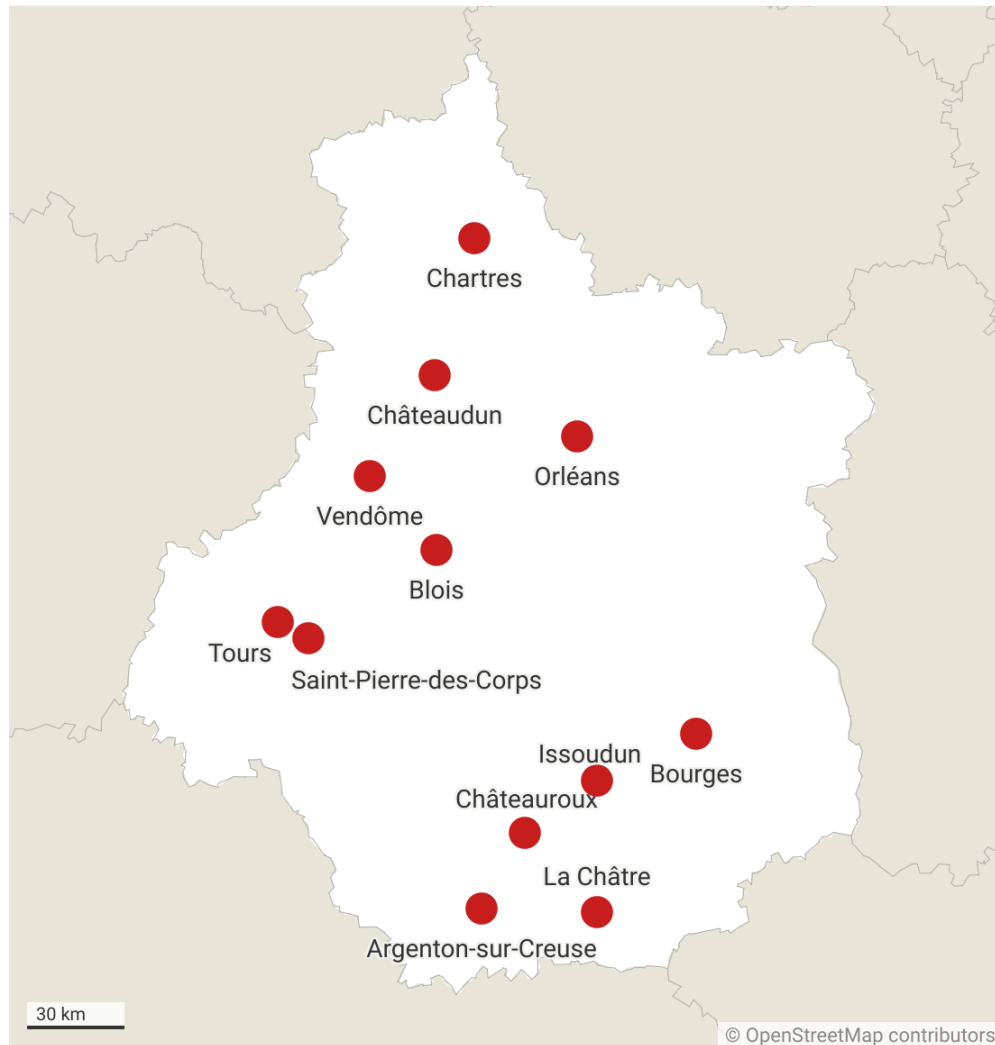 Chartres
Châteaudun
Orléans
Vendôme
Blois
Tours
Saint-Pierre-des-Corps
Issoudun
Bourges
Châteauroux
La Châtre
Argenton-sur-Creuse
30 km
© OpenStreetMap contributors